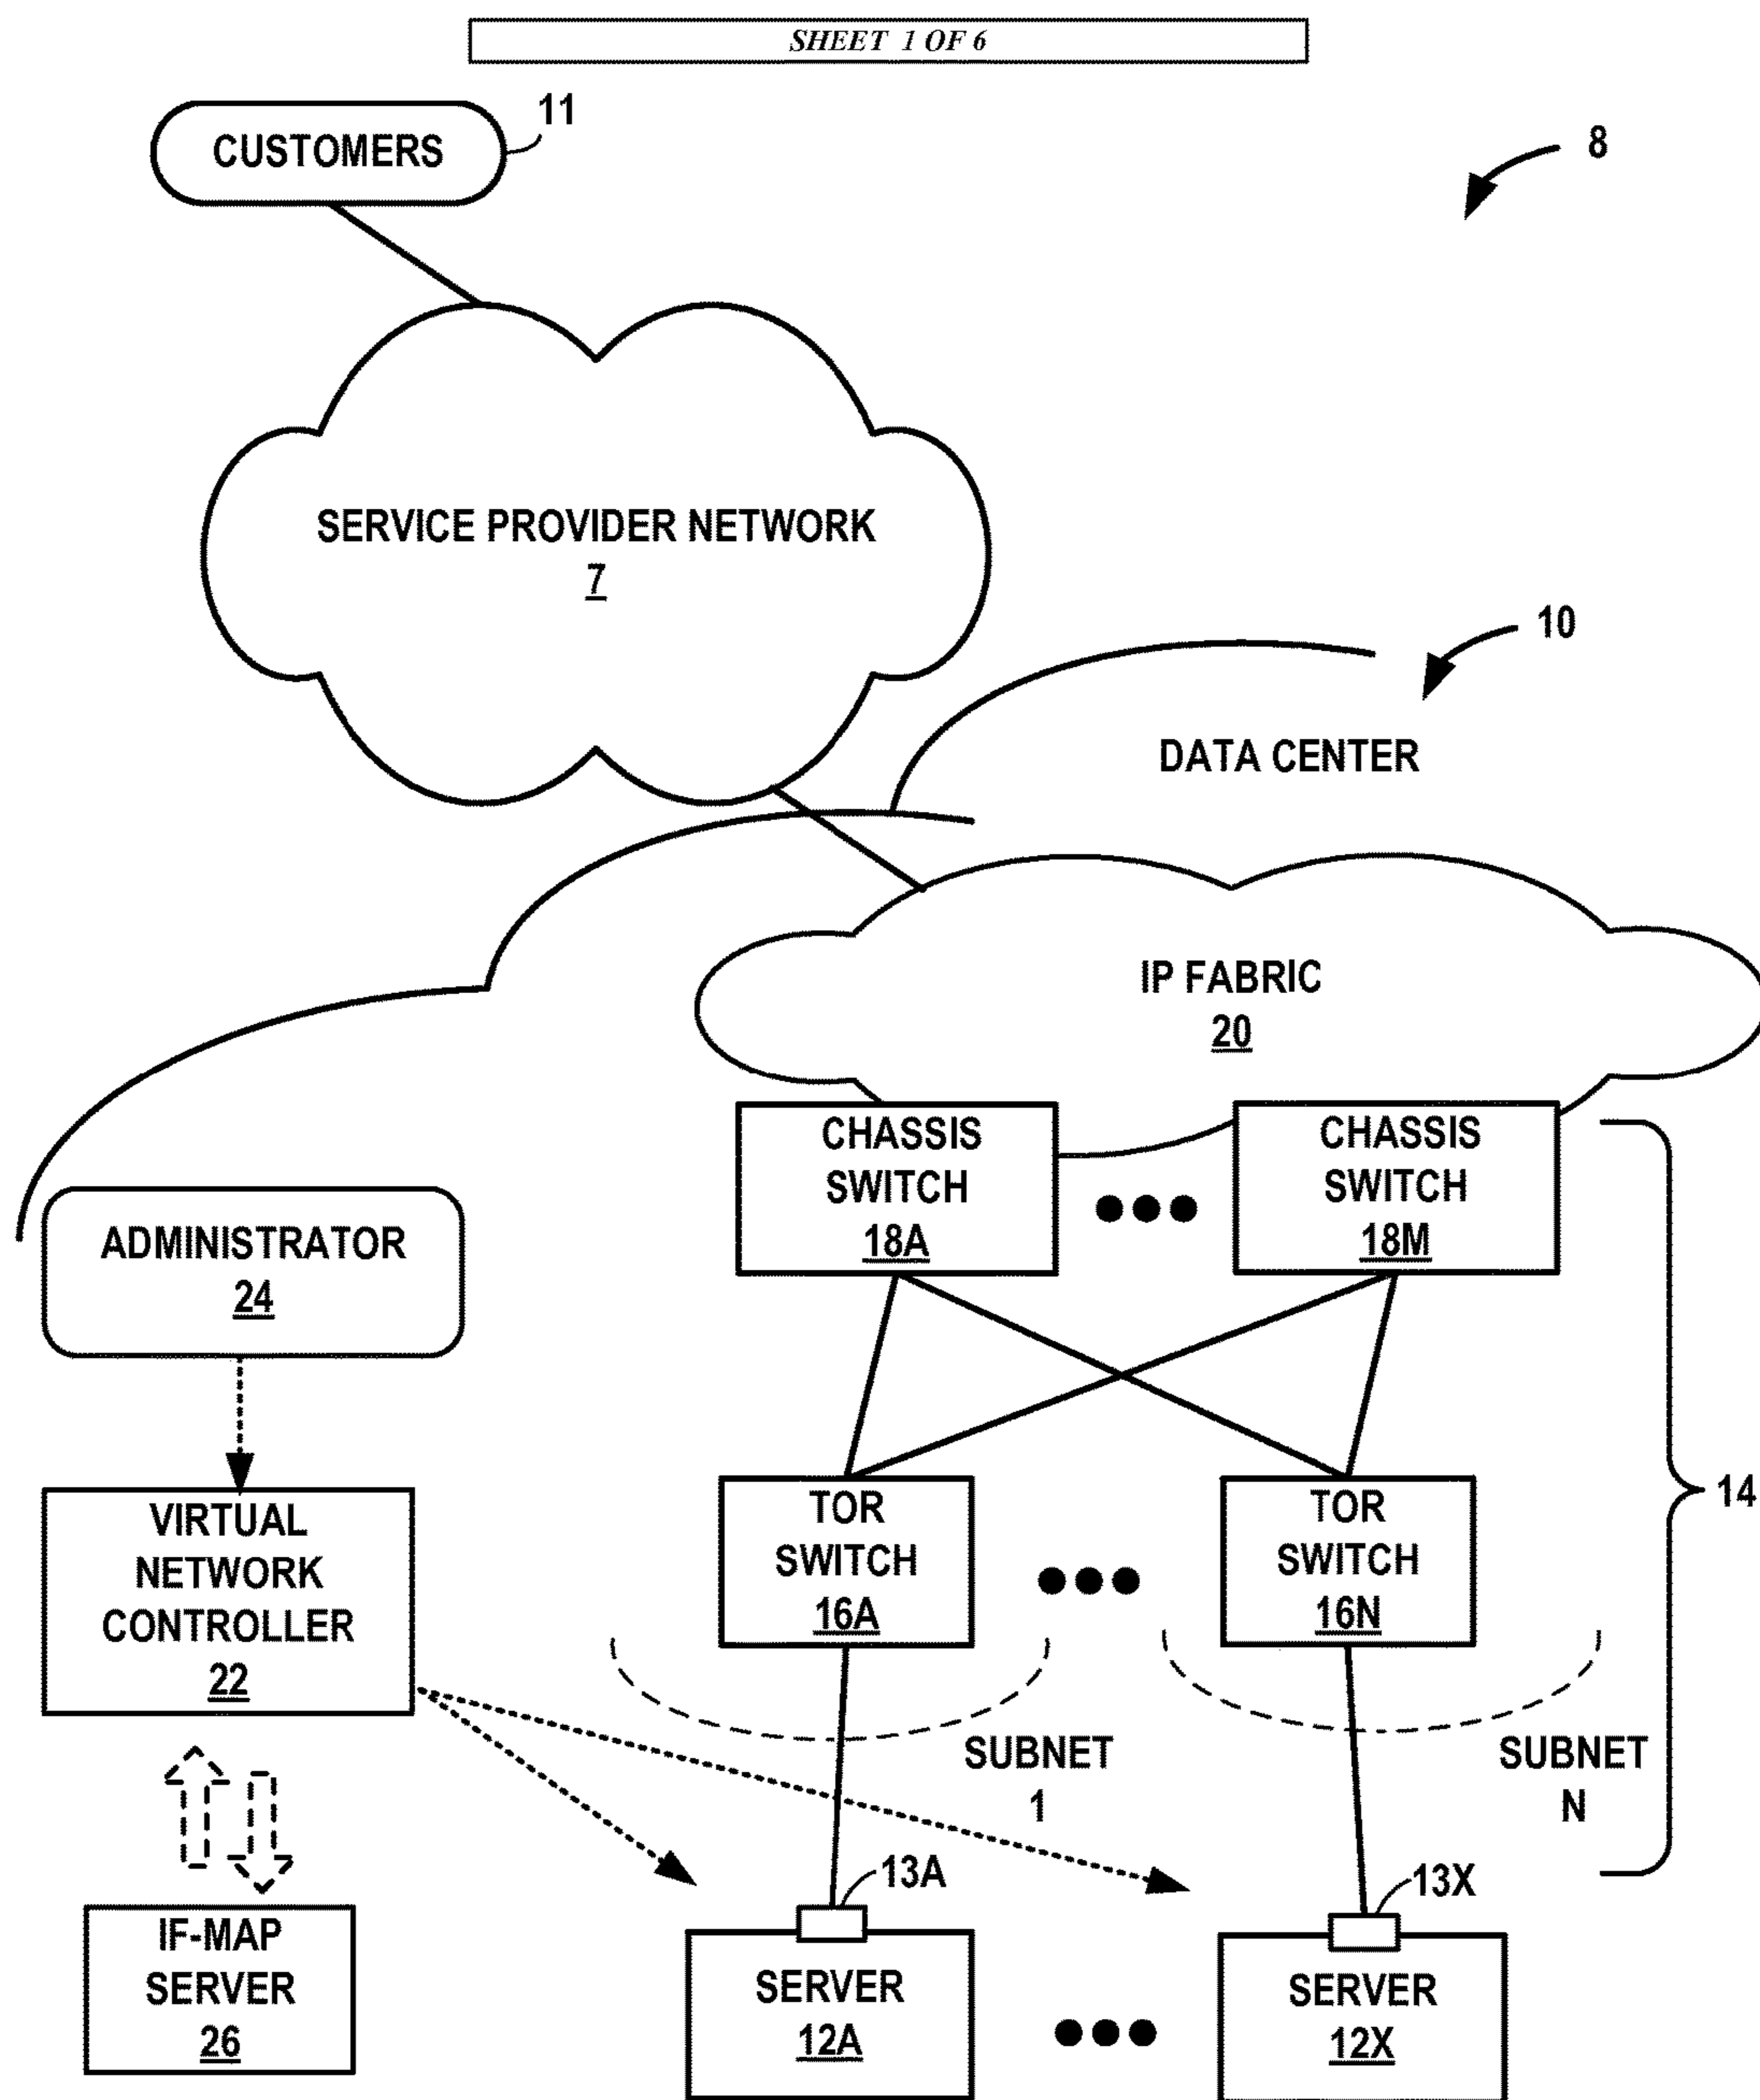 SHEET 1 OF 6
CUSTOMERS
11
8
SERVICE PROVIDER NETWORK
7
10
DATA CENTER
IP FABRIC
20
CHASSIS
SWITCH
18A
CHASSIS
SWITCH
18M
ADMINISTRATOR
24
14
VIRTUAL
NETWORK
CONTROLLER
22
TOR
SWITCH
16A
TOR
SWITCH
16N
SUBNET
1
SUBNET
N
13A
13X
IF-MAP
SERVER
26
SERVER
12A
SERVER
12X